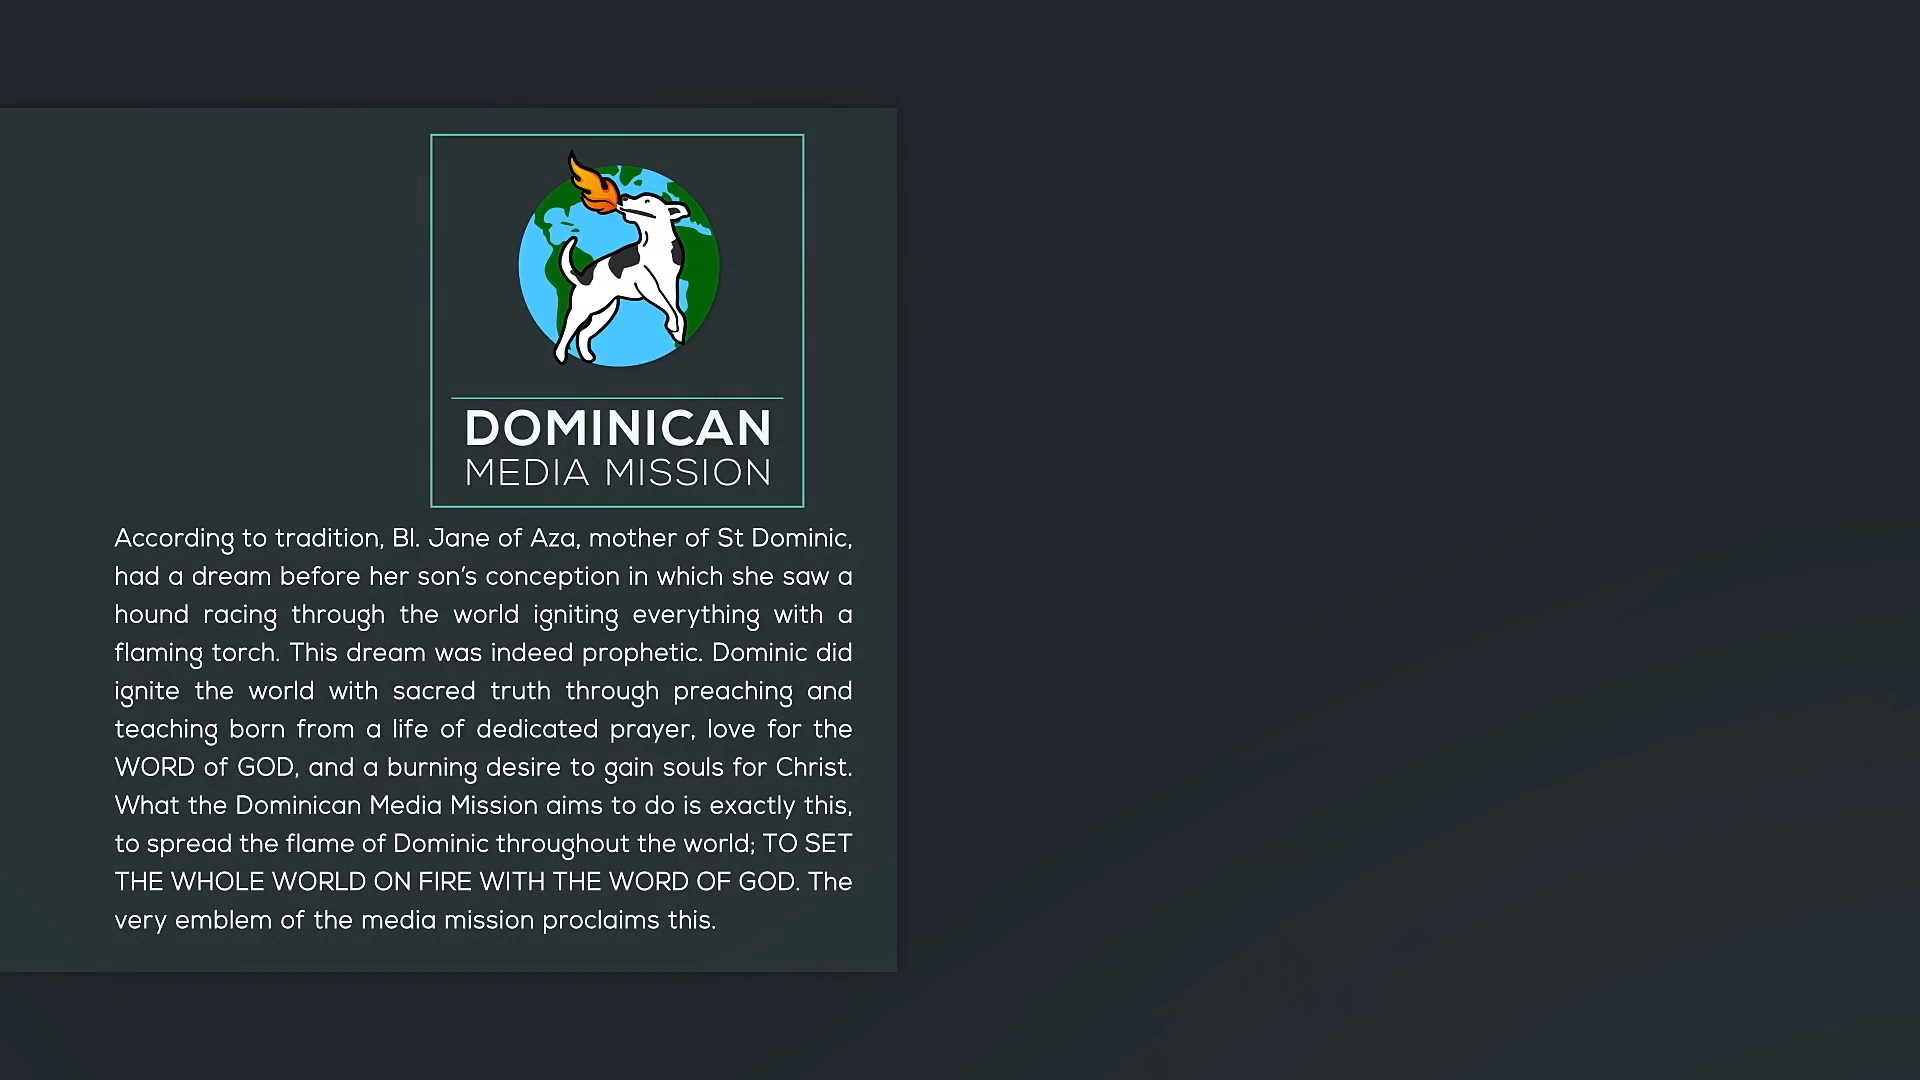 DOMINICAN
MEDIA MISSION
According to tradition, Bl. Jane of Aza, mother of St Dominic,
had a dream before her son’s conception in which she saw a
hound racing through the world igniting everything with a
flaming torch. This dream was indeed prophetic. Dominic did
ignite the world with sacred truth through preaching and
teaching born from a life of dedicated prayer, love for the
WORD of GOD, and a burning desire to gain souls for Christ.
What the Dominican Media Mission aims to do is exactly this,
to spread the flame of Dominic throughout the world; TO SET
THE WHOLE WORLD ON FIRE WITH THE WORD OF GOD. The
very emblem of the media mission proclaims this.